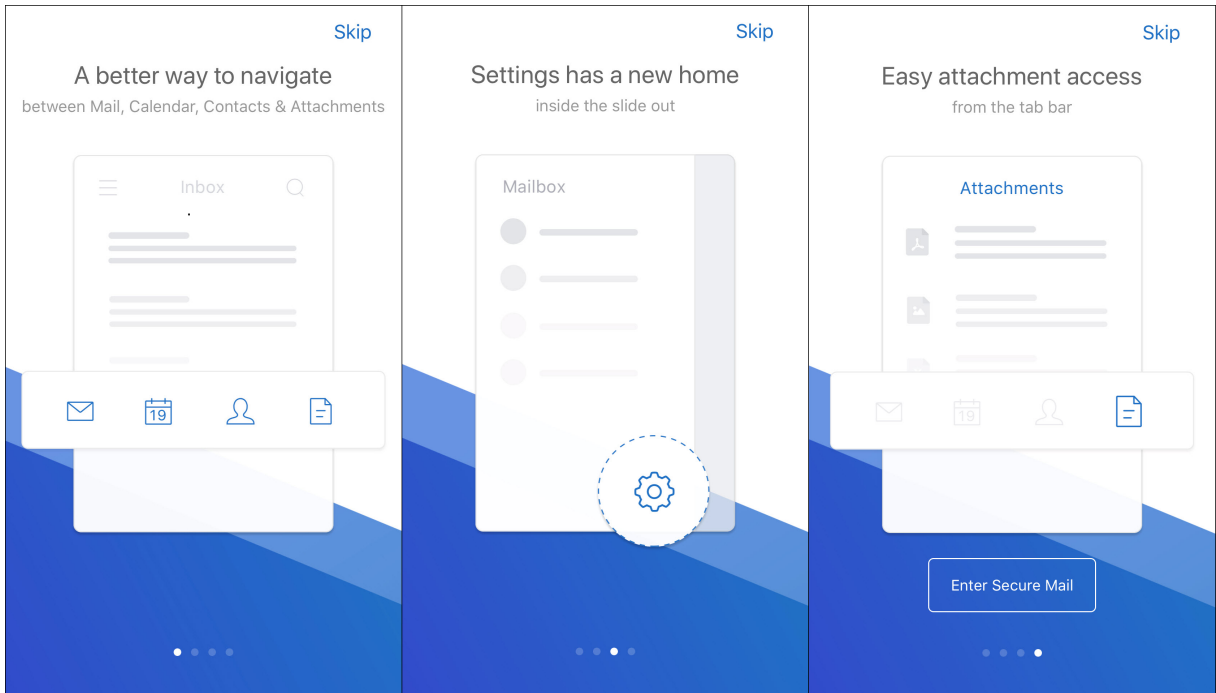 Skip
A better way to navigate
between Mail, Calendar, Contacts & Attachments
Inbox
19
Skip
Settings has a new home
inside the slide out
Mailbox
Skip
Easy attachment access
from the tab bar
Attachments
19
Enter Secure Mail